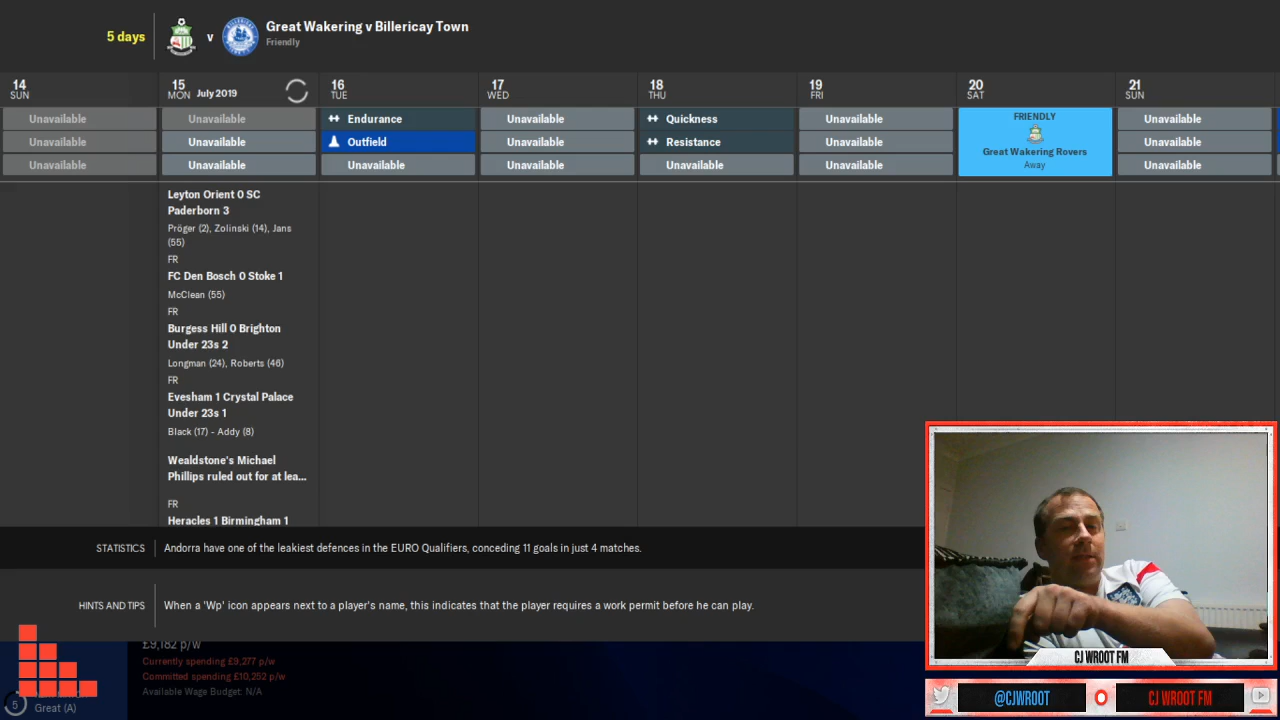 5 days
v
Great Wakering v Billericay Town
Friendly
14
SUN
15
MON July 2019
16
TUE
17
WED
18
THU
19
FRI
20
SAT
21
SUN
Unavailable
Unavailable
Endurance
Unavailable
Quickness
Unavailable
FRIENDLY
Unavailable
Unavailable
Unavailable
Outfield
Unavailable
Resistance
Unavailable
Great Wakering Rovers
Unavailable
Unavailable
Unavailable
Unavailable
Unavailable
Unavailable
Unavailable
Away
Unavailable
Leyton Orient 0 SC
Paderborn 3
Pröger (2), Zolinski (14), Jans
(55)
FR
FC Den Bosch 0 Stoke 1
McClean (55)
FR
Burgess Hill 0 Brighton
Under 23s 2
Longman (24), Roberts (46)
FR
Evesham 1 Crystal Palace
Under 23s 1
Black (17) - Addy (8)
Wealdstone's Michael
Phillips ruled out for at lea...
FR
Heracles 1 Birmingham 1
STATISTICS
Andorra have one of the leakiest defences in the EURO Qualifiers, conceding 11 goals in just 4 matches.
HINTS AND TIPS
When a 'Wp' icon appears next to a player's name, this indicates that the player requires a work permit before he can play.
£9,182 p/w
Currently spending £9,277 p/w
Committed spending £10,252 p/w
Available Wage Budget: N/A
5
Great (A)
CJ WROOT FM
@CJWROOT
CJ WROOT FM